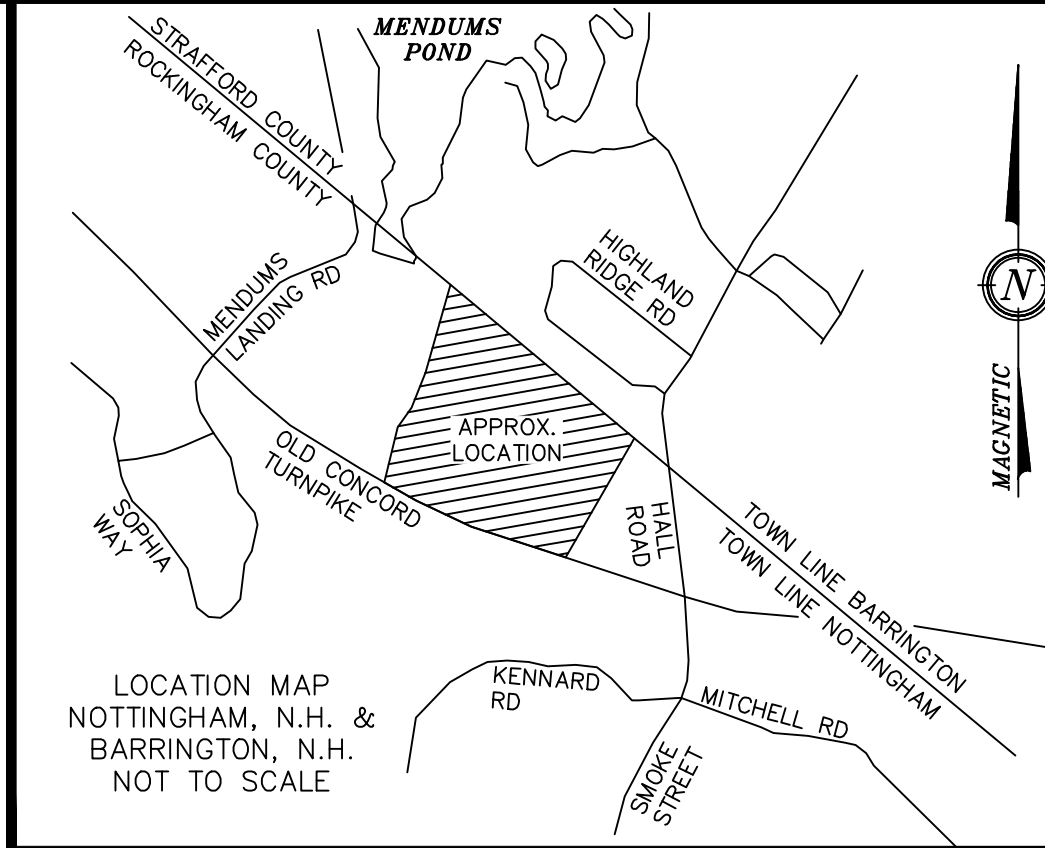 MENDUMS
POND
STRAFFORD COUNTY
ROCKINGHAM COUNTY
HIGHLAND
RIDGE RD
MENDUMS
LANDING RD
N
MAGNETIC
APPROX.
LOCATION
OLD CONCORD
TURNPIKE
SOPHIA
WAY
HALL
ROAD
TOWN LINE BARRINGTON
TOWN LINE NOTTINGHAM
KENNARD
RD
MITCHELL RD
SMOKE
STREET
LOCATION MAP
NOTTINGHAM, N.H. &
BARRINGTON, N.H.
NOT TO SCALE